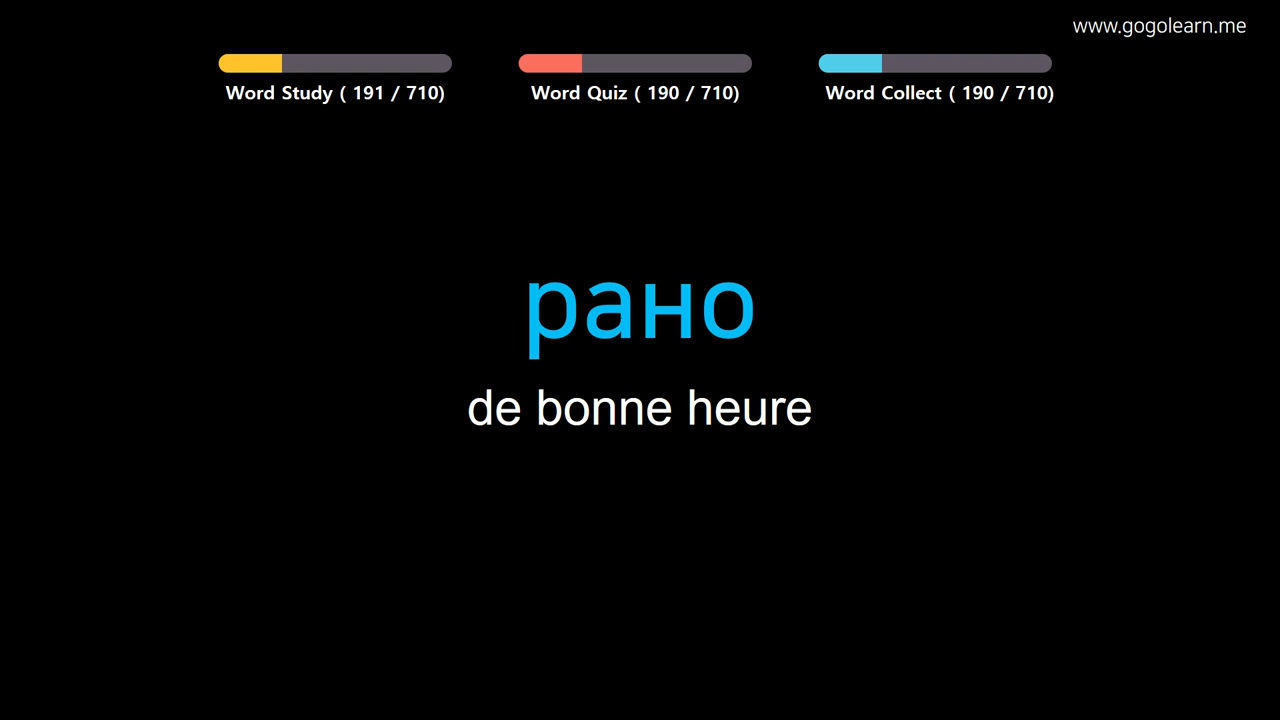 www.gogolearn.me
Word Study ( 191 / 710)
Word Quiz ( 190 / 710)
Word Collect ( 190 / 710)
рано
de bonne heure